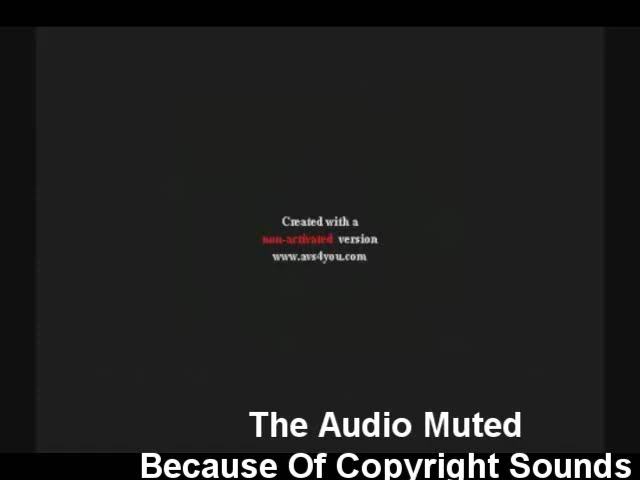 Created with a
non-activated version
www.avs4you.com
The Audio Muted
Because Of Copyright Sounds